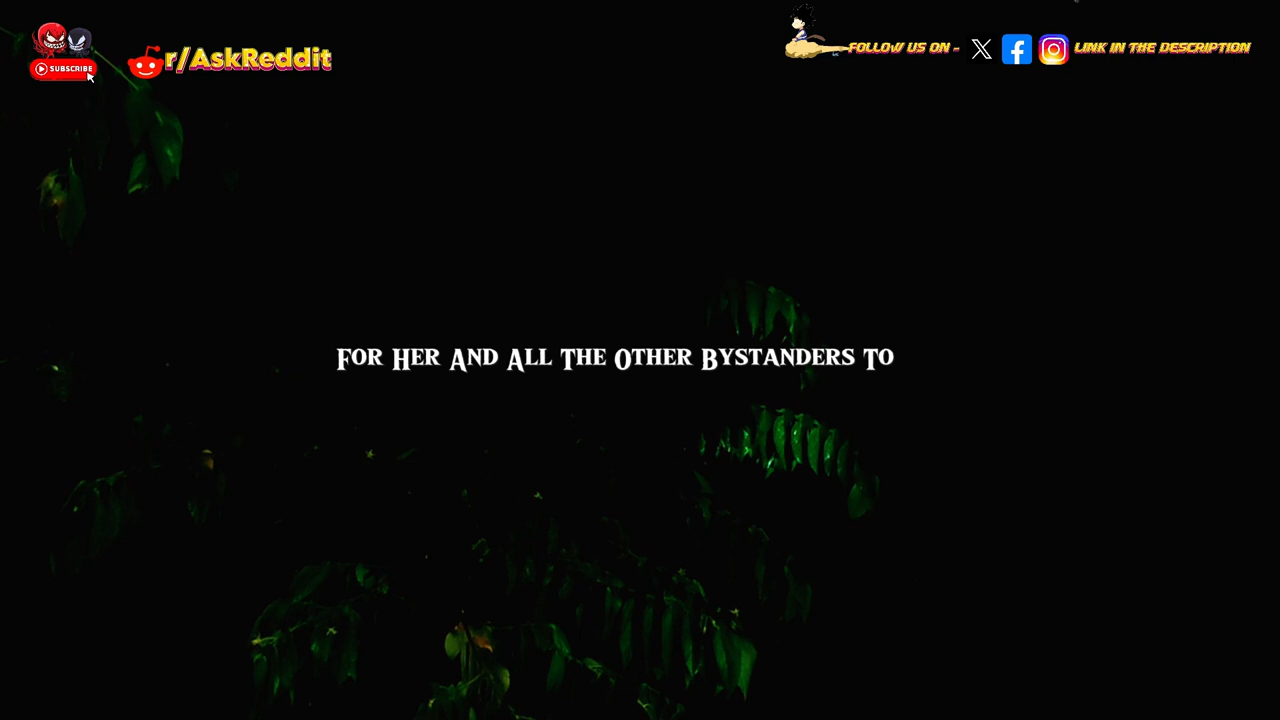 SUBSCRIBE
r/AskReddit
FOLLOW US ON -
LINK IN THE DESCRIPTION
For Her And All The Other Bystanders To